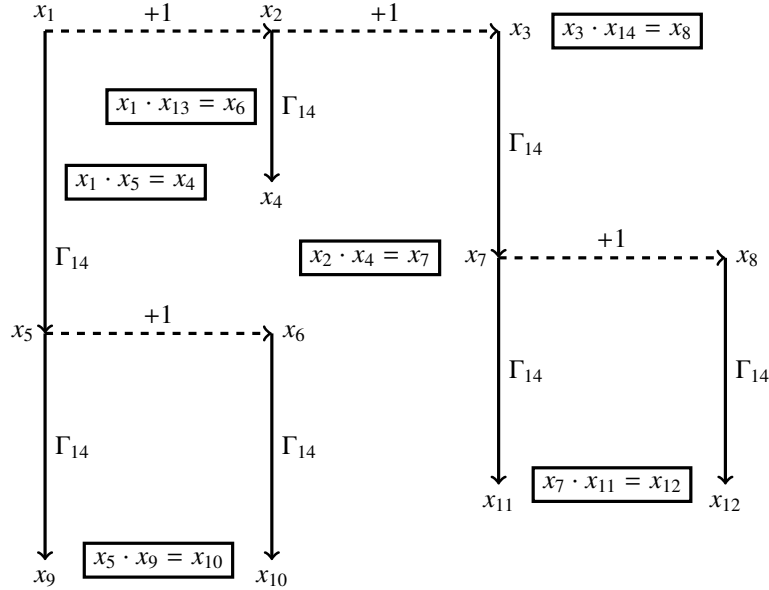 x₁ +1 x₂ +1 x₃ x₃ · x₁₄ = x₈
x₁ · x₁₃ = x₆ Γ₁₄
Γ₁₄
x₁ · x₅ = x₄
x₄
Γ₁₄ x₂ · x₄ = x₇ x₇ +1 x₈
x₅ +1 x₆
Γ₁₄ Γ₁₄
Γ₁₄ Γ₁₄
x₁₁ x₇ · x₁₁ = x₁₂ x₁₂
x₉ x₅ · x₉ = x₁₀ x₁₀